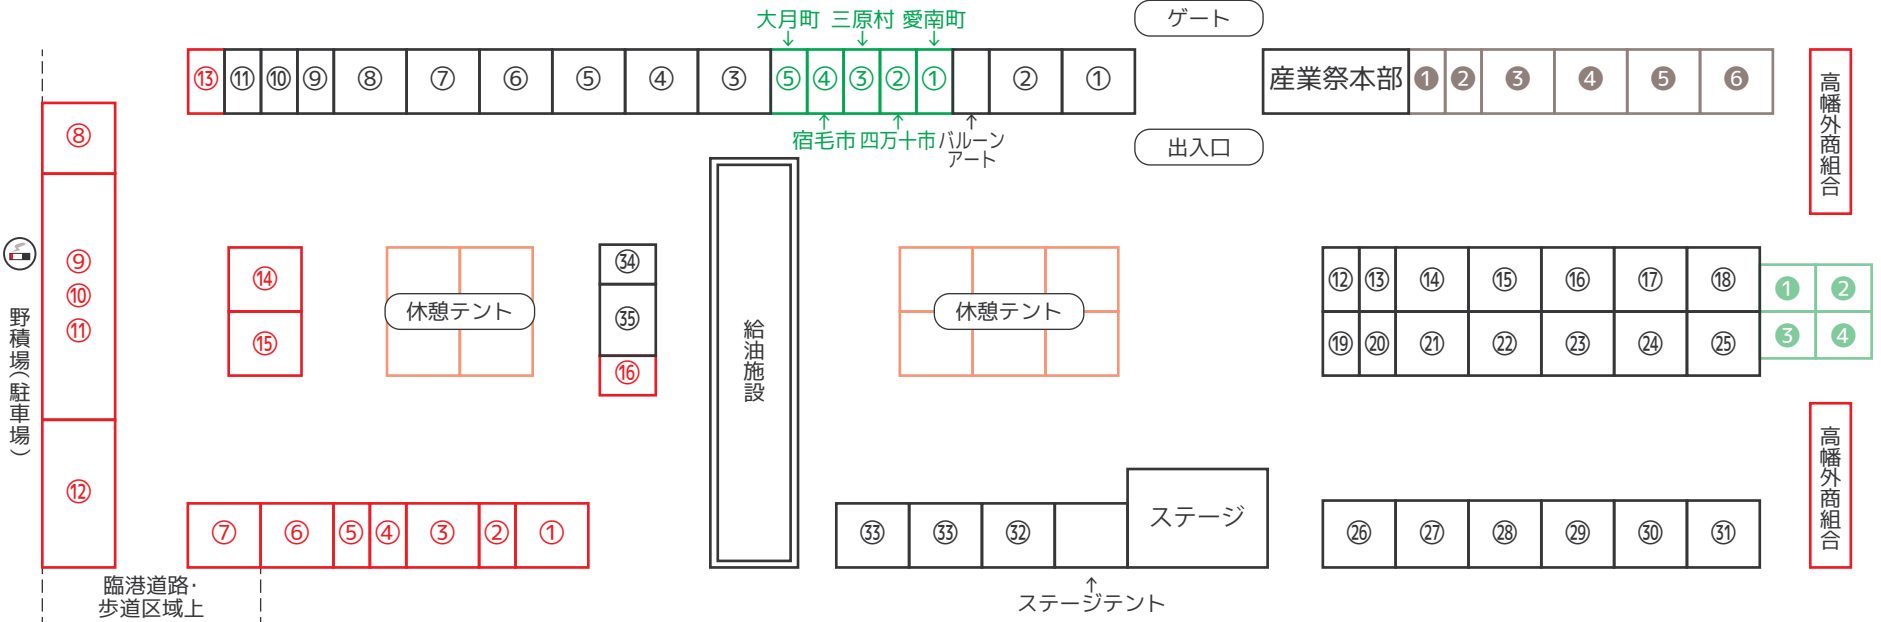 ゲート
大月町 三原村 愛南町
⑬ ⑪ ⑩ ⑨ ⑧ ⑦ ⑥ ⑤ ④ ③ ⑤ ④ ③ ② ① ② ①
産業祭本部 ❶ ❷ ❸ ❹ ❺ ❻
宿毛市 四万十市 バルーン
アート
出入口
高幡外商組合
⑧
⑨
⑩
⑪
⑫
野積場(駐車場)
⑭
⑮
休憩テント
㉞
㉟
⑯
給油施設
休憩テント
⑫ ⑬ ⑭ ⑮ ⑯ ⑰ ⑱
⑲ ⑳ ㉑ ㉒ ㉓ ㉔ ㉕
❶ ❷
❸ ❹
⑦ ⑥ ⑤ ④ ③ ② ①
㉝ ㉝ ㉜
ステージ
㉖ ㉗ ㉘ ㉙ ㉚ ㉛
高幡外商組合
臨港道路・
歩道区域上
ステージテント